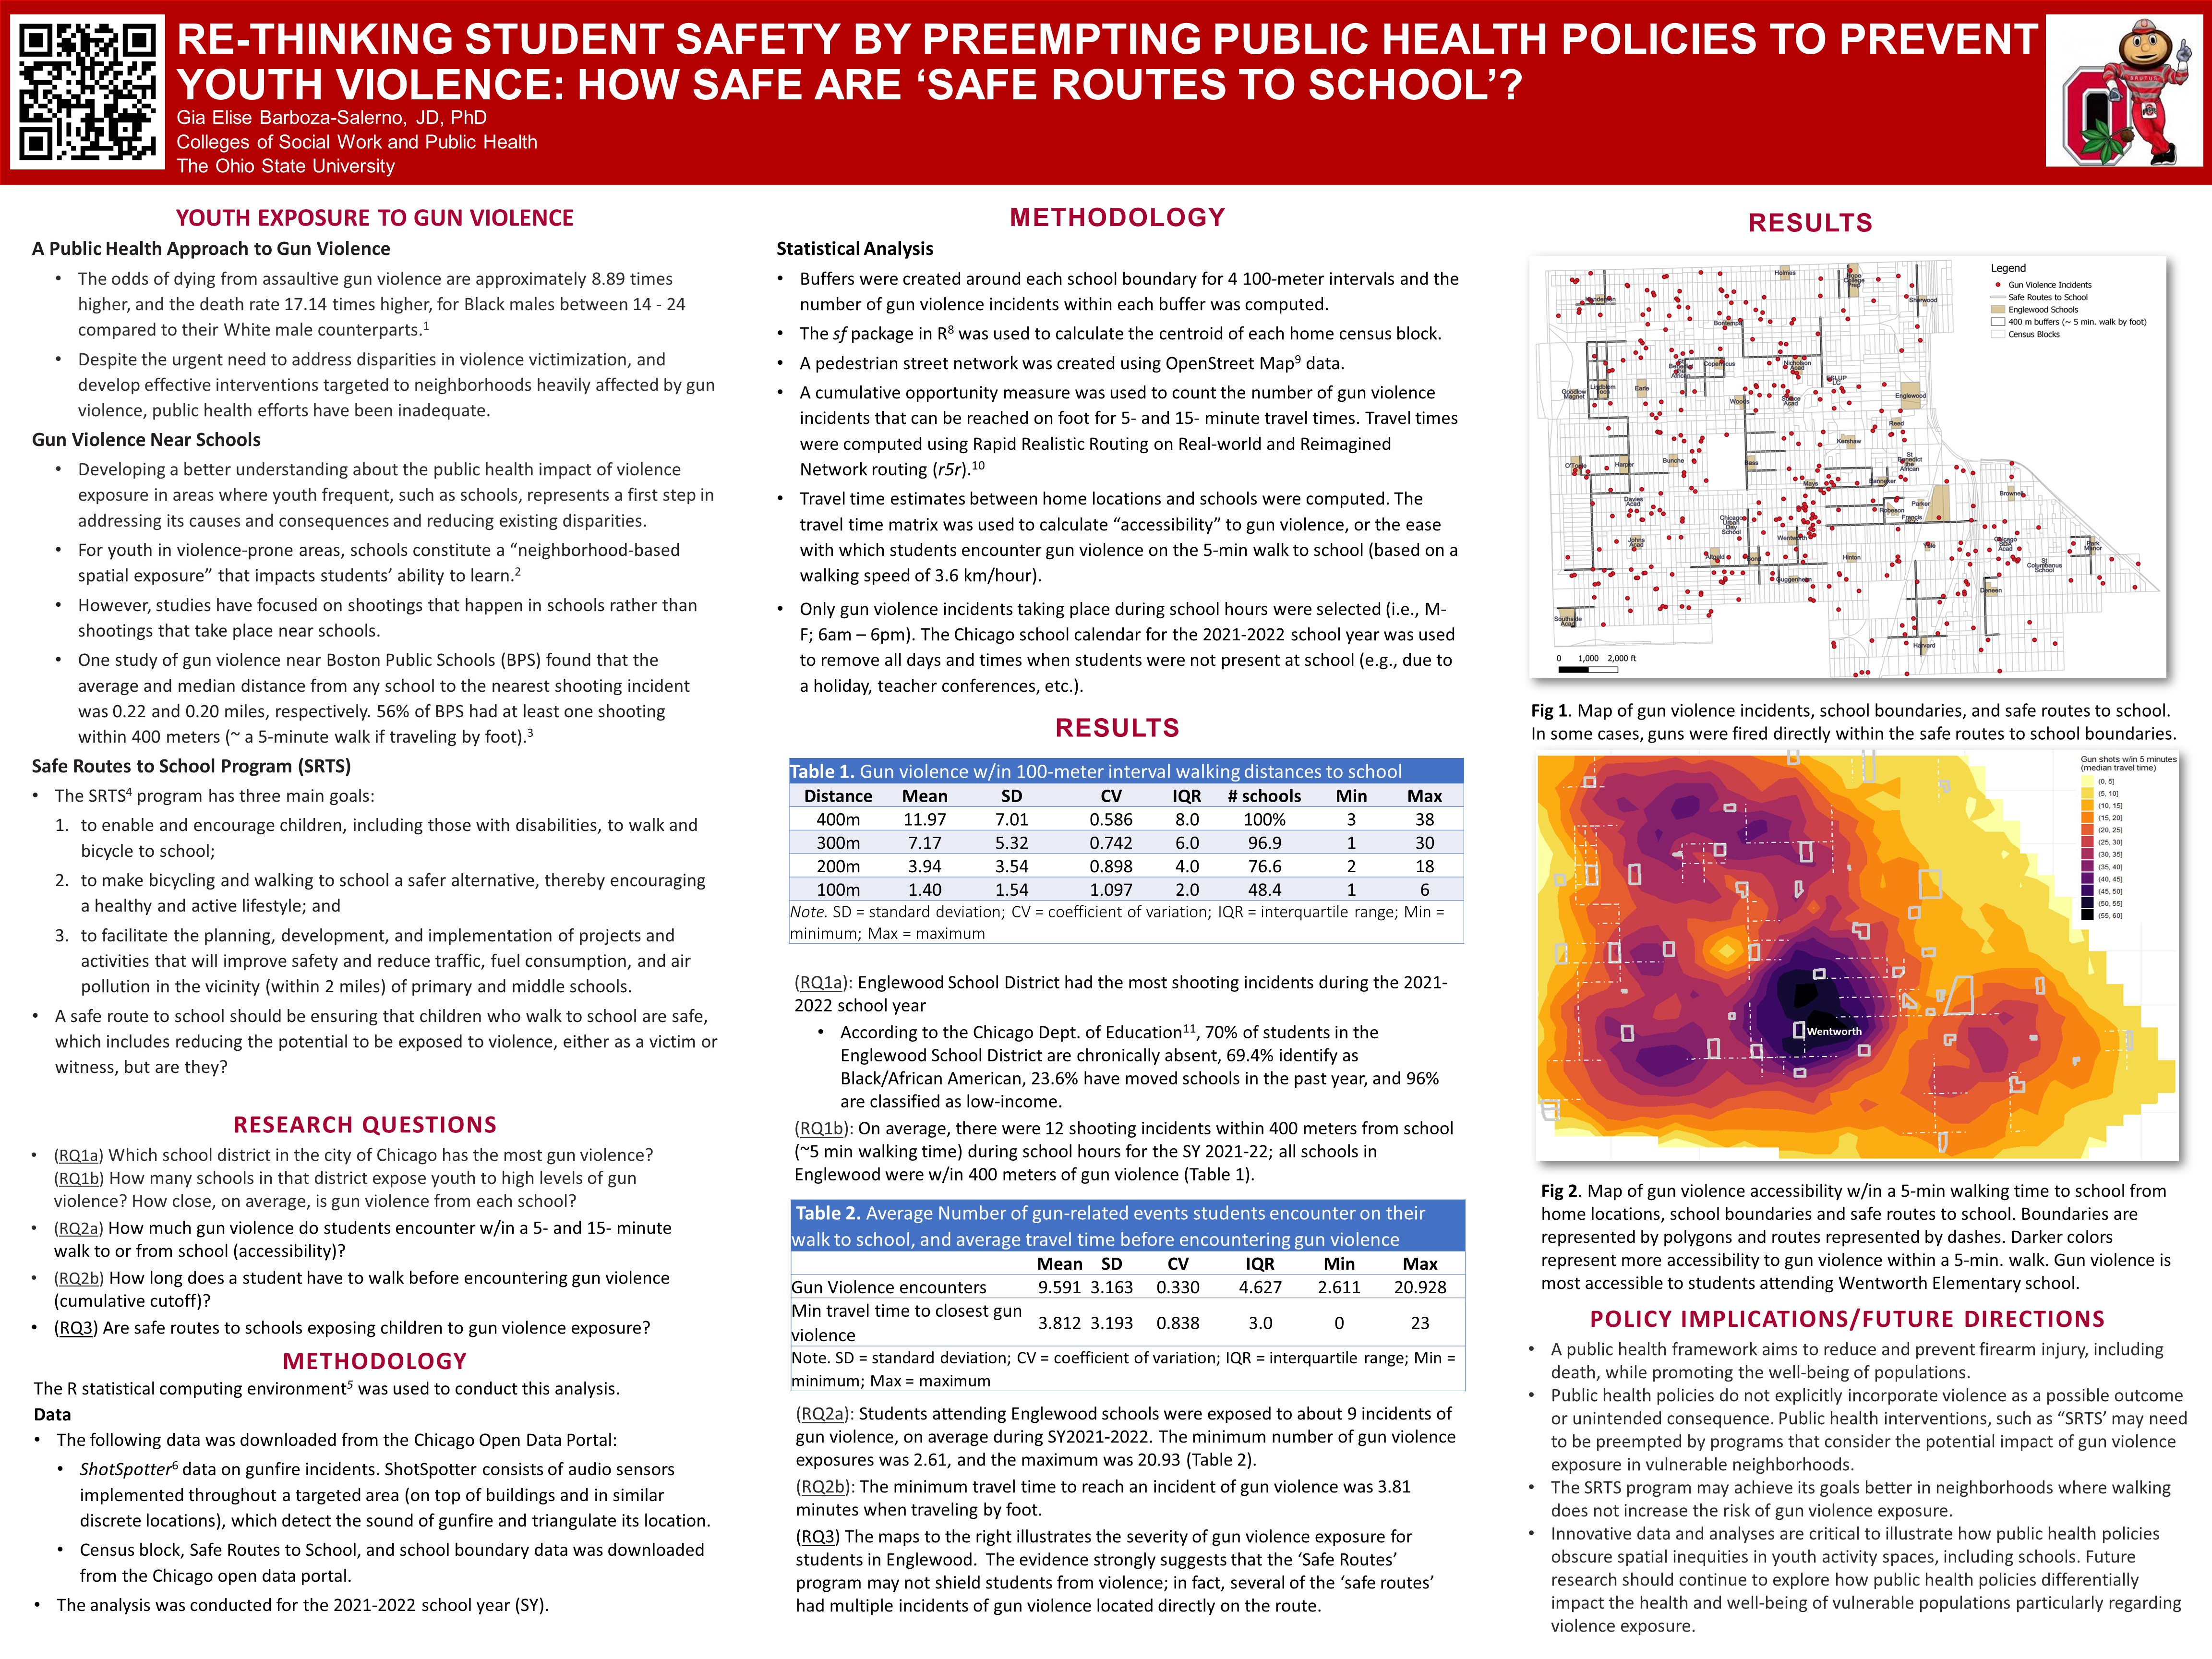 RE-THINKING STUDENT SAFETY BY PREEMPTING PUBLIC HEALTH POLICIES TO PREVENT
YOUTH VIOLENCE: HOW SAFE ARE ‘SAFE ROUTES TO SCHOOL’?
Gia Elise Barboza-Salerno, JD, PhD
Colleges of Social Work and Public Health
The Ohio State University
BRUTUS
YOUTH EXPOSURE TO GUN VIOLENCE
A Public Health Approach to Gun Violence
• The odds of dying from assaultive gun violence are approximately 8.89 times
higher, and the death rate 17.14 times higher, for Black males between 14 - 24
compared to their White male counterparts.1
• Despite the urgent need to address disparities in violence victimization, and
develop effective interventions targeted to neighborhoods heavily affected by gun
violence, public health efforts have been inadequate.
Gun Violence Near Schools
• Developing a better understanding about the public health impact of violence
exposure in areas where youth frequent, such as schools, represents a first step in
addressing its causes and consequences and reducing existing disparities.
• For youth in violence-prone areas, schools constitute a “neighborhood-based
spatial exposure” that impacts students’ ability to learn.2
• However, studies have focused on shootings that happen in schools rather than
shootings that take place near schools.
• One study of gun violence near Boston Public Schools (BPS) found that the
average and median distance from any school to the nearest shooting incident
was 0.22 and 0.20 miles, respectively. 56% of BPS had at least one shooting
within 400 meters (~ a 5-minute walk if traveling by foot).3
Safe Routes to School Program (SRTS)
• The SRTS4 program has three main goals:
1. to enable and encourage children, including those with disabilities, to walk and
bicycle to school;
2. to make bicycling and walking to school a safer alternative, thereby encouraging
a healthy and active lifestyle; and
3. to facilitate the planning, development, and implementation of projects and
activities that will improve safety and reduce traffic, fuel consumption, and air
pollution in the vicinity (within 2 miles) of primary and middle schools.
• A safe route to school should be ensuring that children who walk to school are safe,
which includes reducing the potential to be exposed to violence, either as a victim or
witness, but are they?
RESEARCH QUESTIONS
• (RQ1a) Which school district in the city of Chicago has the most gun violence?
(RQ1b) How many schools in that district expose youth to high levels of gun
violence? How close, on average, is gun violence from each school?
• (RQ2a) How much gun violence do students encounter w/in a 5- and 15- minute
walk to or from school (accessibility)?
• (RQ2b) How long does a student have to walk before encountering gun violence
(cumulative cutoff)?
• (RQ3) Are safe routes to schools exposing children to gun violence exposure?
METHODOLOGY
The R statistical computing environment5 was used to conduct this analysis.
Data
• The following data was downloaded from the Chicago Open Data Portal:
• ShotSpotter6 data on gunfire incidents. ShotSpotter consists of audio sensors
implemented throughout a targeted area (on top of buildings and in similar
discrete locations), which detect the sound of gunfire and triangulate its location.
• Census block, Safe Routes to School, and school boundary data was downloaded
from the Chicago open data portal.
• The analysis was conducted for the 2021-2022 school year (SY).
METHODOLOGY
Statistical Analysis
• Buffers were created around each school boundary for 4 100-meter intervals and the
number of gun violence incidents within each buffer was computed.
• The sf package in R8 was used to calculate the centroid of each home census block.
• A pedestrian street network was created using OpenStreet Map9 data.
• A cumulative opportunity measure was used to count the number of gun violence
incidents that can be reached on foot for 5- and 15- minute travel times. Travel times
were computed using Rapid Realistic Routing on Real-world and Reimagined
Network routing (r5r).10
• Travel time estimates between home locations and schools were computed. The
travel time matrix was used to calculate “accessibility” to gun violence, or the ease
with which students encounter gun violence on the 5-min walk to school (based on a
walking speed of 3.6 km/hour).
• Only gun violence incidents taking place during school hours were selected (i.e., M-
F; 6am – 6pm). The Chicago school calendar for the 2021-2022 school year was used
to remove all days and times when students were not present at school (e.g., due to
a holiday, teacher conferences, etc.).
RESULTS
Table 1. Gun violence w/in 100-meter interval walking distances to school
Distance Mean SD CV IQR # schools Min Max
400m 11.97 7.01 0.586 8.0 100% 3 38
300m 7.17 5.32 0.742 6.0 96.9 1 30
200m 3.94 3.54 0.898 4.0 76.6 2 18
100m 1.40 1.54 1.097 2.0 48.4 1 6
Note. SD = standard deviation; CV = coefficient of variation; IQR = interquartile range; Min =
minimum; Max = maximum
(RQ1a): Englewood School District had the most shooting incidents during the 2021-
2022 school year
• According to the Chicago Dept. of Education11, 70% of students in the
Englewood School District are chronically absent, 69.4% identify as
Black/African American, 23.6% have moved schools in the past year, and 96%
are classified as low-income.
(RQ1b): On average, there were 12 shooting incidents within 400 meters from school
(~5 min walking time) during school hours for the SY 2021-22; all schools in
Englewood were w/in 400 meters of gun violence (Table 1).
Table 2. Average Number of gun-related events students encounter on their
walk to school, and average travel time before encountering gun violence
Mean SD CV IQR Min Max
Gun Violence encounters 9.591 3.163 0.330 4.627 2.611 20.928
Min travel time to closest gun
violence 3.812 3.193 0.838 3.0 0 23
Note. SD = standard deviation; CV = coefficient of variation; IQR = interquartile range; Min =
minimum; Max = maximum
(RQ2a): Students attending Englewood schools were exposed to about 9 incidents of
gun violence, on average during SY2021-2022. The minimum number of gun violence
exposures was 2.61, and the maximum was 20.93 (Table 2).
(RQ2b): The minimum travel time to reach an incident of gun violence was 3.81
minutes when traveling by foot.
(RQ3) The maps to the right illustrates the severity of gun violence exposure for
students in Englewood. The evidence strongly suggests that the ‘Safe Routes’
program may not shield students from violence; in fact, several of the ‘safe routes’
had multiple incidents of gun violence located directly on the route.
RESULTS
Legend
Gun Violence Incidents
Safe Routes to School
Englewood Schools
400 m buffers (~ 5 min. walk by foot)
Census Blocks
Holmes
Sherwood
Bontemps
Copernicus
Nicholson
Acad
Earle
Woods
Englewood
Reed
Kershaw
St
Benedict
the
African
O'Toole
Harper
Bunche
Bass
Mays
Banneker
Brownell
Davies
Acad
Parker
Robeson
Francis
Chicago
Urban
Day
School
Wentworth
Johns
Acad
Altgeld
Bond
Hinton
Yale
Chicago
SDA
Acad
Park
Manor
St
Columbanus
School
Guggenheim
Deneen
Southside
Acad
Harvard
0 1,000 2,000 ft
Fig 1. Map of gun violence incidents, school boundaries, and safe routes to school.
In some cases, guns were fired directly within the safe routes to school boundaries.
Gun shots w/in 5 minutes
(median travel time)
(0, 5]
(5, 10]
(10, 15]
(15, 20]
(20, 25]
(25, 30]
(30, 35]
(35, 40]
(40, 45]
(45, 50]
(50, 55]
(55, 60]
Wentworth
Fig 2. Map of gun violence accessibility w/in a 5-min walking time to school from
home locations, school boundaries and safe routes to school. Boundaries are
represented by polygons and routes represented by dashes. Darker colors
represent more accessibility to gun violence within a 5-min. walk. Gun violence is
most accessible to students attending Wentworth Elementary school.
POLICY IMPLICATIONS/FUTURE DIRECTIONS
• A public health framework aims to reduce and prevent firearm injury, including
death, while promoting the well-being of populations.
• Public health policies do not explicitly incorporate violence as a possible outcome
or unintended consequence. Public health interventions, such as “SRTS’ may need
to be preempted by programs that consider the potential impact of gun violence
exposure in vulnerable neighborhoods.
• The SRTS program may achieve its goals better in neighborhoods where walking
does not increase the risk of gun violence exposure.
• Innovative data and analyses are critical to illustrate how public health policies
obscure spatial inequities in youth activity spaces, including schools. Future
research should continue to explore how public health policies differentially
impact the health and well-being of vulnerable populations particularly regarding
violence exposure.